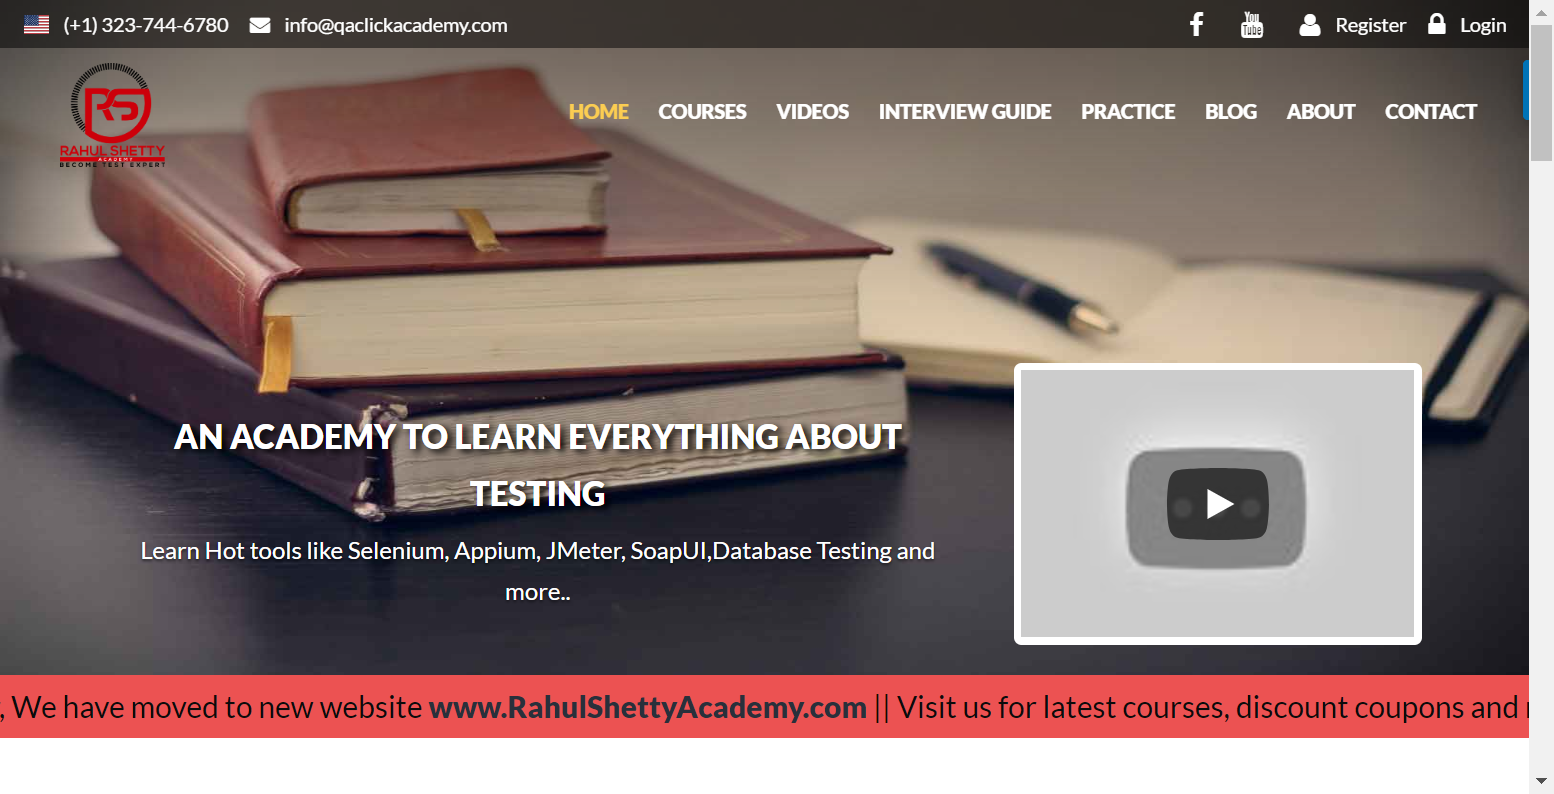 (+1) 323-744-6780 info@qaclickacademy.com You Tube Register Login
RS
RAHUL SHETTY
ACADEMY
BECOME TEST EXPERT
HOME COURSES VIDEOS INTERVIEW GUIDE PRACTICE BLOG ABOUT CONTACT
AN ACADEMY TO LEARN EVERYTHING ABOUT
TESTING
Learn Hot tools like Selenium, Appium, JMeter, SoapUI,Database Testing and
more..
, We have moved to new website www.RahulShettyAcademy.com || Visit us for latest courses, discount coupons and